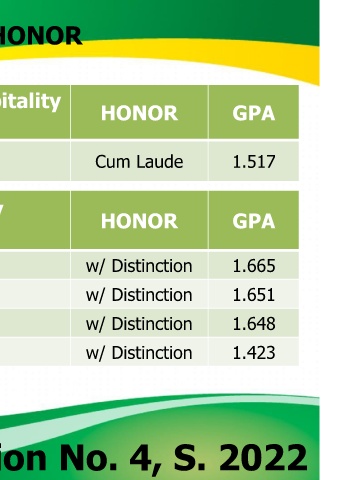 HONOR
pitality HONOR GPA
Cum Laude 1.517
y HONOR GPA
w/ Distinction 1.665
w/ Distinction 1.651
w/ Distinction 1.648
w/ Distinction 1.423
ion No. 4, S. 2022